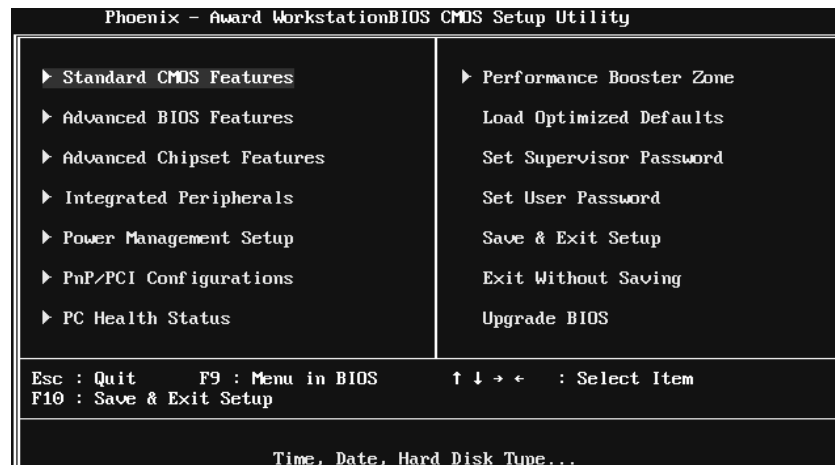 Phoenix - Award WorkstationBIOS CMOS Setup Utility
Standard CMOS Features
Advanced BIOS Features
Advanced Chipset Features
Integrated Peripherals
Power Management Setup
PnP/PCI Configurations
PC Health Status
Performance Booster Zone
Load Optimized Defaults
Set Supervisor Password
Set User Password
Save & Exit Setup
Exit Without Saving
Upgrade BIOS
Esc : Quit F9 : Menu in BIOS ↑ ↓ → ← : Select Item
F10 : Save & Exit Setup
Time, Date, Hard Disk Type...